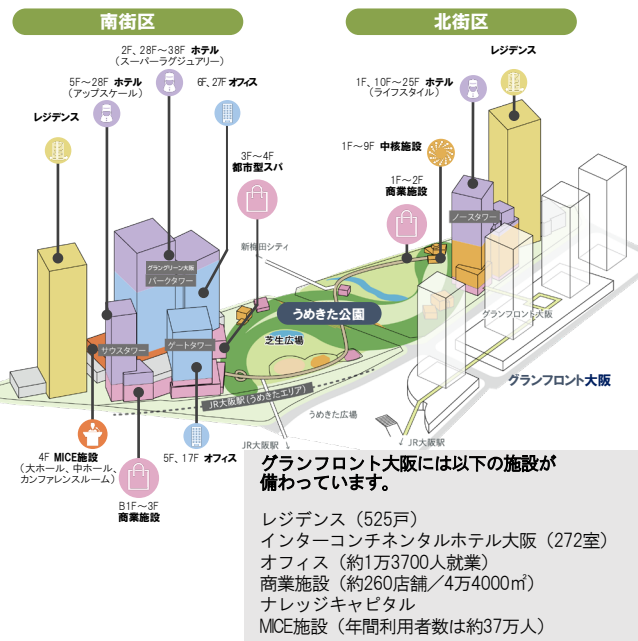 南街区
北街区
2F、28F～38F ホテル
（スーパーラグジュアリー）
5F～28F ホテル
（アップスケール）
6F、27F オフィス
レジデンス
3F～4F
都市型スパ
レジデンス
1F、10F～25F ホテル
（ライフスタイル）
1F～9F 中核施設
1F～2F
商業施設
ノースタワー
新梅田シティ
グラングリーン大阪
パークタワー
うめきた公園
グランフロント大阪
芝生広場
サウスタワー
ゲートタワー
グランフロント大阪
JR大阪駅（うめきたエリア）
うめきた広場
JR大阪駅
JR大阪駅
4F MICE施設
（大ホール、中ホール、
カンファレンスルーム）
5F、17F オフィス
B1F～3F
商業施設
グランフロント大阪には以下の施設が
備わっています。
レジデンス（525戸）
インターコンチネンタルホテル大阪（272室）
オフィス（約1万3700人就業）
商業施設（約260店舗／4万4000㎡）
ナレッジキャピタル
MICE施設（年間利用者数は約37万人）